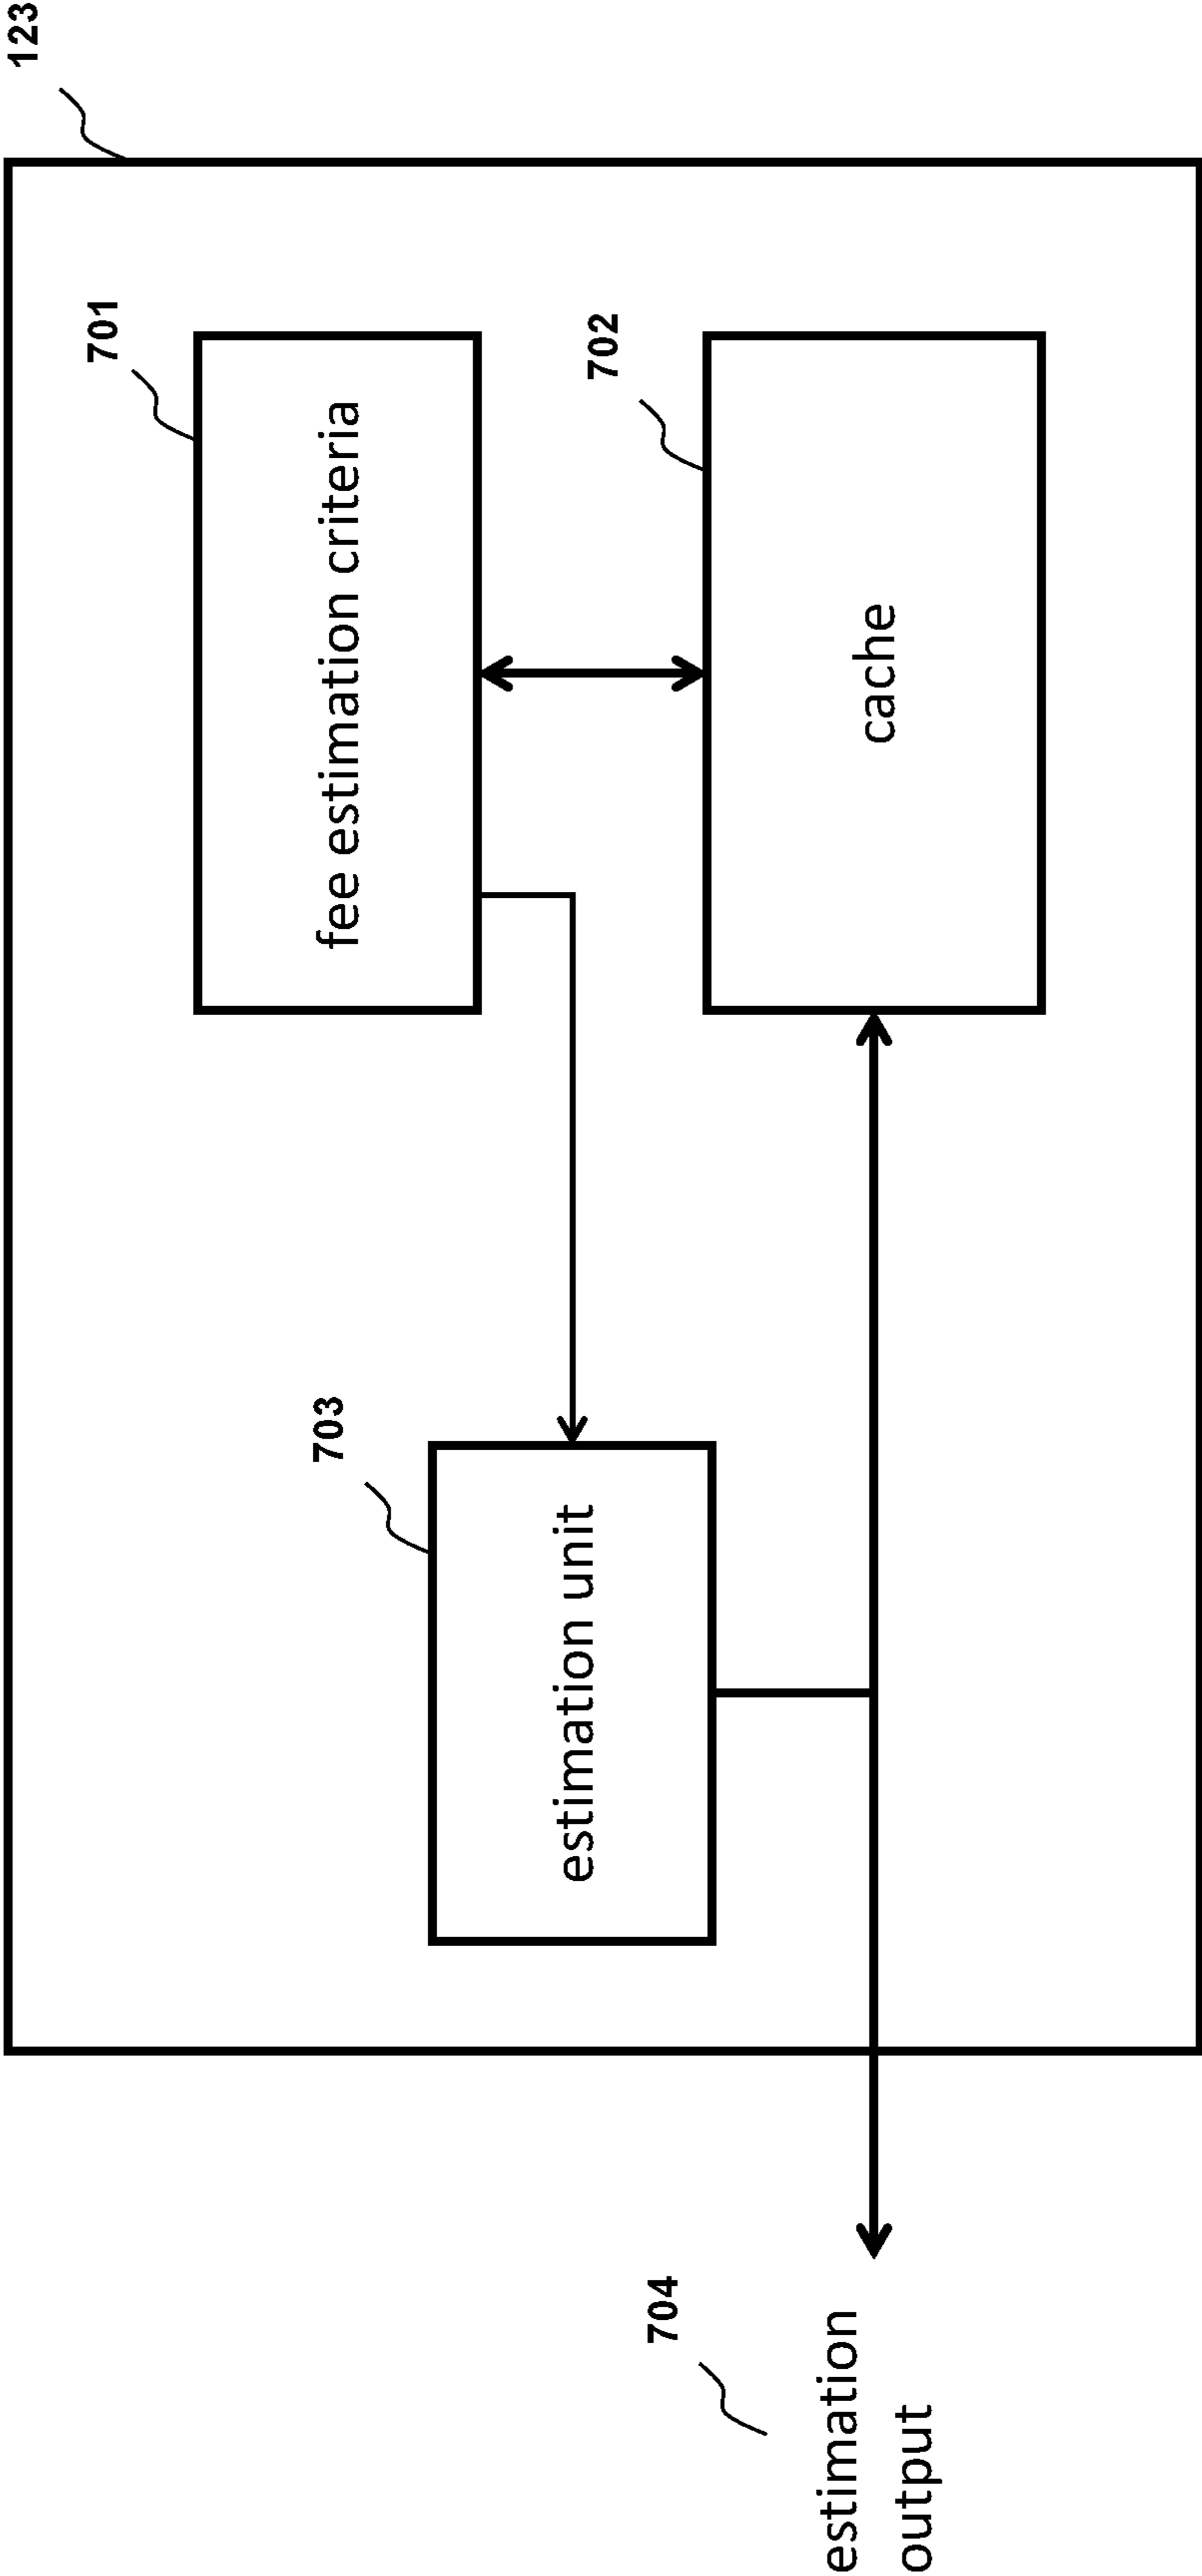 123
701
fee estimation criteria
702
cache
703
estimation unit
704
estimation
output